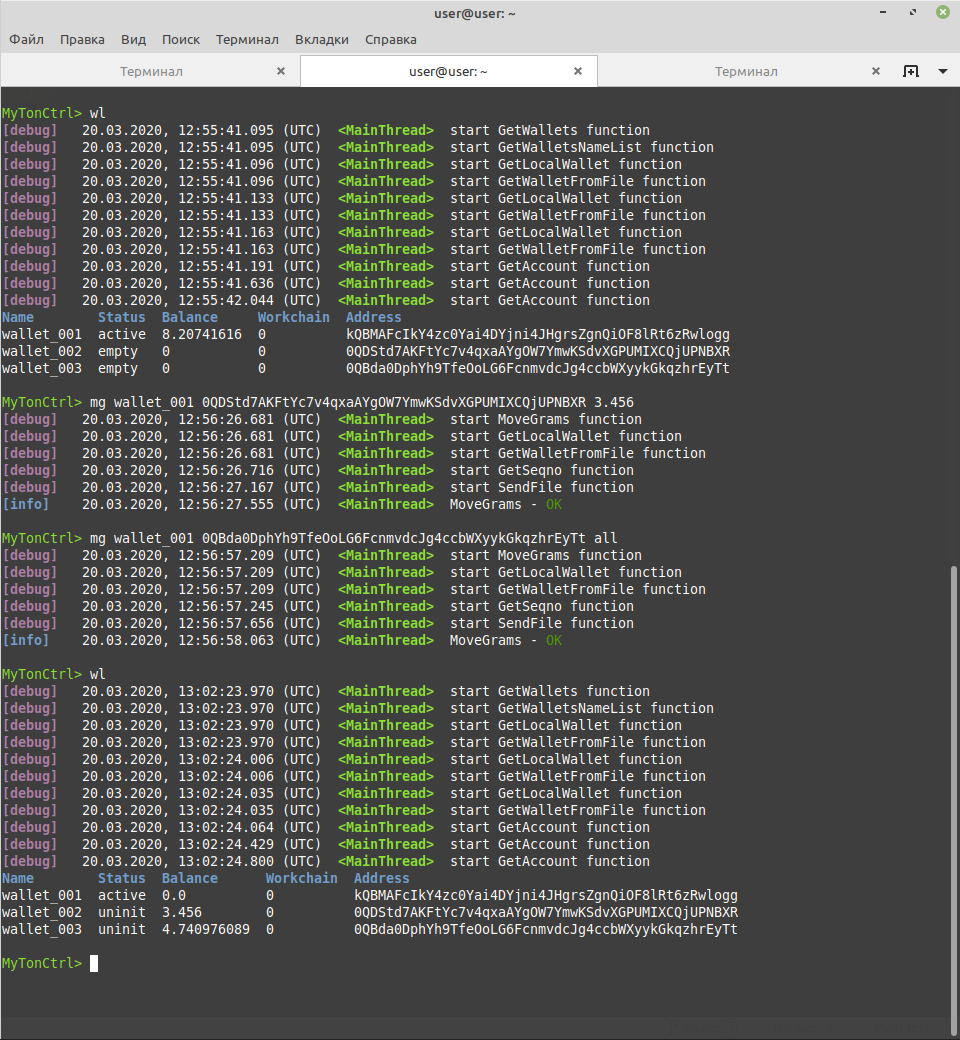 user@user: ~
Файл Правка Вид Поиск Терминал Вкладки Справка
Терминал user@user: ~ Терминал
MyTonCtrl> wl
[debug] 20.03.2020, 12:55:41.095 (UTC) <MainThread> start GetWallets function
[debug] 20.03.2020, 12:55:41.095 (UTC) <MainThread> start GetWalletsNameList function
[debug] 20.03.2020, 12:55:41.096 (UTC) <MainThread> start GetLocalWallet function
[debug] 20.03.2020, 12:55:41.096 (UTC) <MainThread> start GetWalletFromFile function
[debug] 20.03.2020, 12:55:41.133 (UTC) <MainThread> start GetLocalWallet function
[debug] 20.03.2020, 12:55:41.133 (UTC) <MainThread> start GetWalletFromFile function
[debug] 20.03.2020, 12:55:41.163 (UTC) <MainThread> start GetLocalWallet function
[debug] 20.03.2020, 12:55:41.163 (UTC) <MainThread> start GetWalletFromFile function
[debug] 20.03.2020, 12:55:41.191 (UTC) <MainThread> start GetAccount function
[debug] 20.03.2020, 12:55:41.636 (UTC) <MainThread> start GetAccount function
[debug] 20.03.2020, 12:55:42.044 (UTC) <MainThread> start GetAccount function
Name Status Balance Workchain Address
wallet_001 active 8.20741616 0 kQBMAFcIkY4zc0Yai4DYjni4JHgrsZgnQiOF8lRt6zRwlogg
wallet_002 empty 0 0 0QDStd7AKFtYc7v4qxaAYgOW7YmwKSdvXGPUMIXCQjUPNBXR
wallet_003 empty 0 0 0QBda0DphYh9TfeOoLG6FcnmvdcJg4ccbWXyykGkqzhrEyTt
MyTonCtrl> mg wallet_001 0QDStd7AKFtYc7v4qxaAYgOW7YmwKSdvXGPUMIXCQjUPNBXR 3.456
[debug] 20.03.2020, 12:56:26.681 (UTC) <MainThread> start MoveGrams function
[debug] 20.03.2020, 12:56:26.681 (UTC) <MainThread> start GetLocalWallet function
[debug] 20.03.2020, 12:56:26.681 (UTC) <MainThread> start GetWalletFromFile function
[debug] 20.03.2020, 12:56:26.716 (UTC) <MainThread> start GetSeqno function
[debug] 20.03.2020, 12:56:27.167 (UTC) <MainThread> start SendFile function
[info] 20.03.2020, 12:56:27.555 (UTC) <MainThread> MoveGrams - OK
MyTonCtrl> mg wallet_001 0QBda0DphYh9TfeOoLG6FcnmvdcJg4ccbWXyykGkqzhrEyTt all
[debug] 20.03.2020, 12:56:57.209 (UTC) <MainThread> start MoveGrams function
[debug] 20.03.2020, 12:56:57.209 (UTC) <MainThread> start GetLocalWallet function
[debug] 20.03.2020, 12:56:57.209 (UTC) <MainThread> start GetWalletFromFile function
[debug] 20.03.2020, 12:56:57.245 (UTC) <MainThread> start GetSeqno function
[debug] 20.03.2020, 12:56:57.656 (UTC) <MainThread> start SendFile function
[info] 20.03.2020, 12:56:58.063 (UTC) <MainThread> MoveGrams - OK
MyTonCtrl> wl
[debug] 20.03.2020, 13:02:23.970 (UTC) <MainThread> start GetWallets function
[debug] 20.03.2020, 13:02:23.970 (UTC) <MainThread> start GetWalletsNameList function
[debug] 20.03.2020, 13:02:23.970 (UTC) <MainThread> start GetLocalWallet function
[debug] 20.03.2020, 13:02:23.970 (UTC) <MainThread> start GetWalletFromFile function
[debug] 20.03.2020, 13:02:24.006 (UTC) <MainThread> start GetLocalWallet function
[debug] 20.03.2020, 13:02:24.006 (UTC) <MainThread> start GetWalletFromFile function
[debug] 20.03.2020, 13:02:24.035 (UTC) <MainThread> start GetLocalWallet function
[debug] 20.03.2020, 13:02:24.035 (UTC) <MainThread> start GetWalletFromFile function
[debug] 20.03.2020, 13:02:24.064 (UTC) <MainThread> start GetAccount function
[debug] 20.03.2020, 13:02:24.429 (UTC) <MainThread> start GetAccount function
[debug] 20.03.2020, 13:02:24.800 (UTC) <MainThread> start GetAccount function
Name Status Balance Workchain Address
wallet_001 active 0.0 0 kQBMAFcIkY4zc0Yai4DYjni4JHgrsZgnQiOF8lRt6zRwlogg
wallet_002 uninit 3.456 0 0QDStd7AKFtYc7v4qxaAYgOW7YmwKSdvXGPUMIXCQjUPNBXR
wallet_003 uninit 4.740976089 0 0QBda0DphYh9TfeOoLG6FcnmvdcJg4ccbWXyykGkqzhrEyTt
MyTonCtrl>